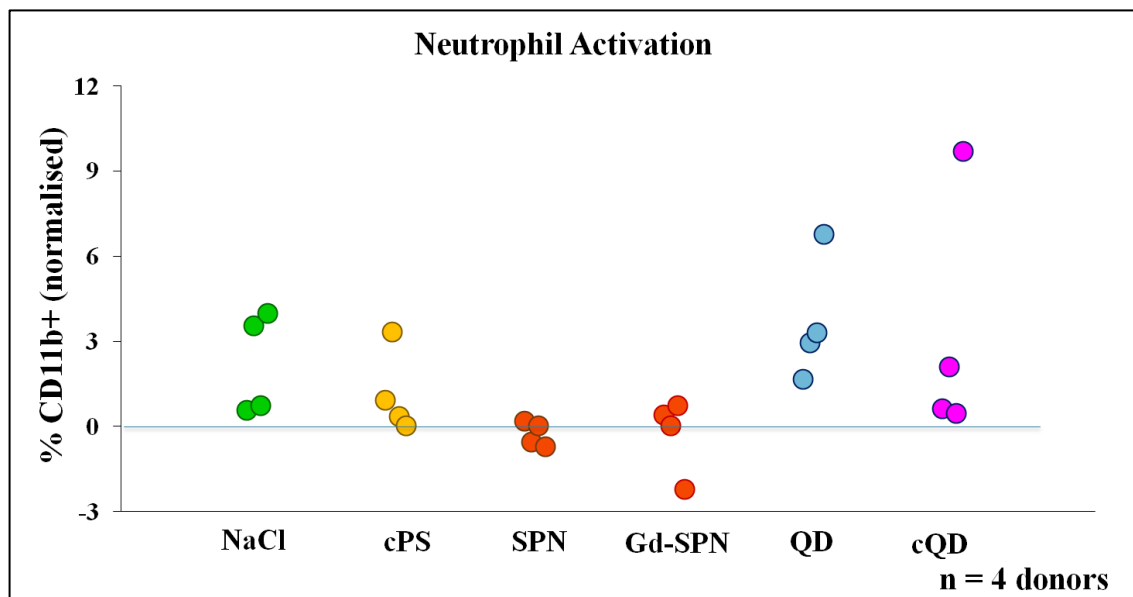 Neutrophil Activation
% CD11b+ (normalised)
12
9
6
3
0
-3
NaCl cPS SPN Gd-SPN QD cQD
n = 4 donors